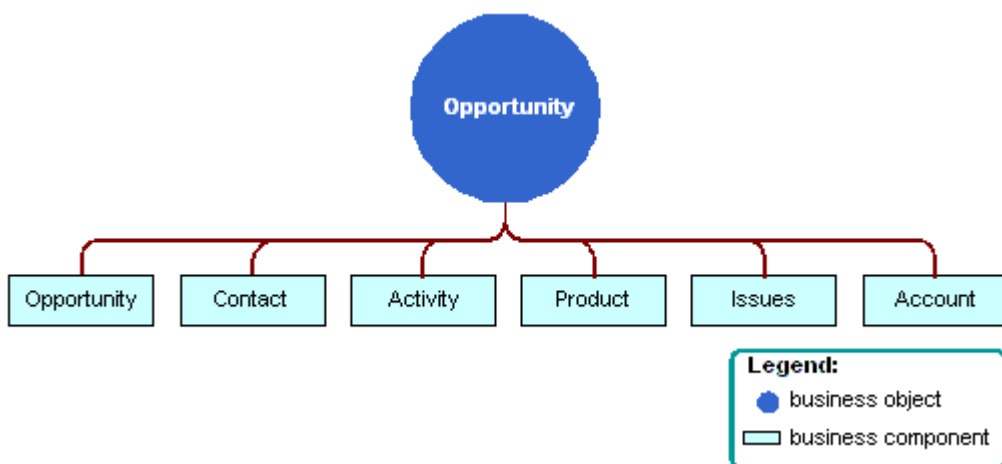 Opportunity
Opportunity
Contact
Activity
Product
Issues
Account
Legend:
business object
business component